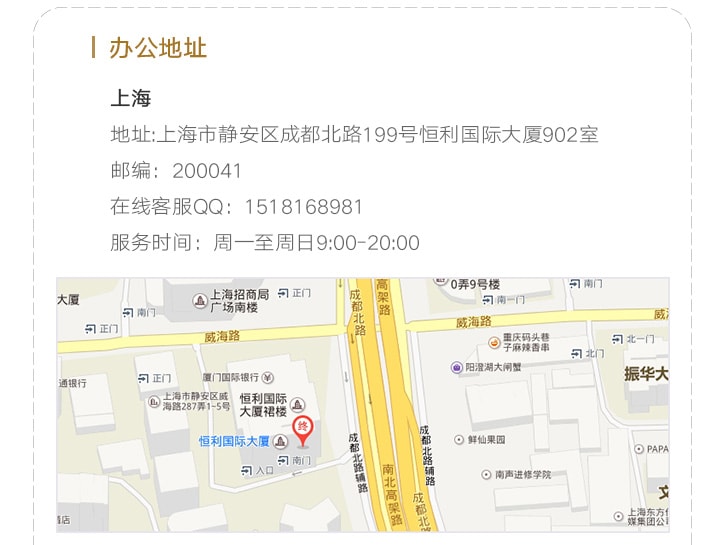 办公地址
上海
地址:上海市静安区成都北路199号恒利国际大厦902室
邮编：200041
在线客服QQ：1518168981
服务时间：周一至周日9:00-20:00
大厦
上海招商局
广场南楼
正门
南门
正门
威海路
成都北路
高架路
0弄9号楼
南门
南一门
威海路
威
重庆码头巷
子麻辣香串
北一门
北门
阳澄湖大闸蟹
振华大
通银行
正门
厦门国际银行
上海市静安区威
海路287弄1-5号
恒利国际
大厦裙楼
终
恒利国际大厦
南门
入口
成都北路辅路
南北高架路
成都北路辅路
成都北路
鲜仙果园
南声进修学院
PAPA
上海东方
媒集团公
酒店